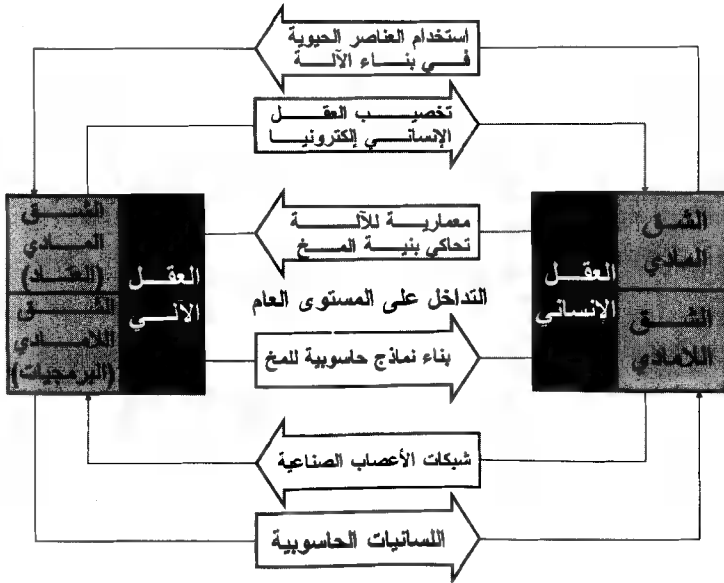 استخدام العناصر الحيوية
في بناء الآلة
تخصيب العقل
الإنساني إلكترونيا
معمارية للآلة
تحاكي بنية المخ
الشق
المادي
العقل
الإنساني
الشق
اللامادي
التداخل على المستوى العام
الشق
المادي
(العتاد)
العقل
الآلي
الشق
اللامادي
(البرمجيات)
بناء نماذج حاسوبية للمخ
شبكات الأعصاب الصناعية
اللسانيات الحاسوبية